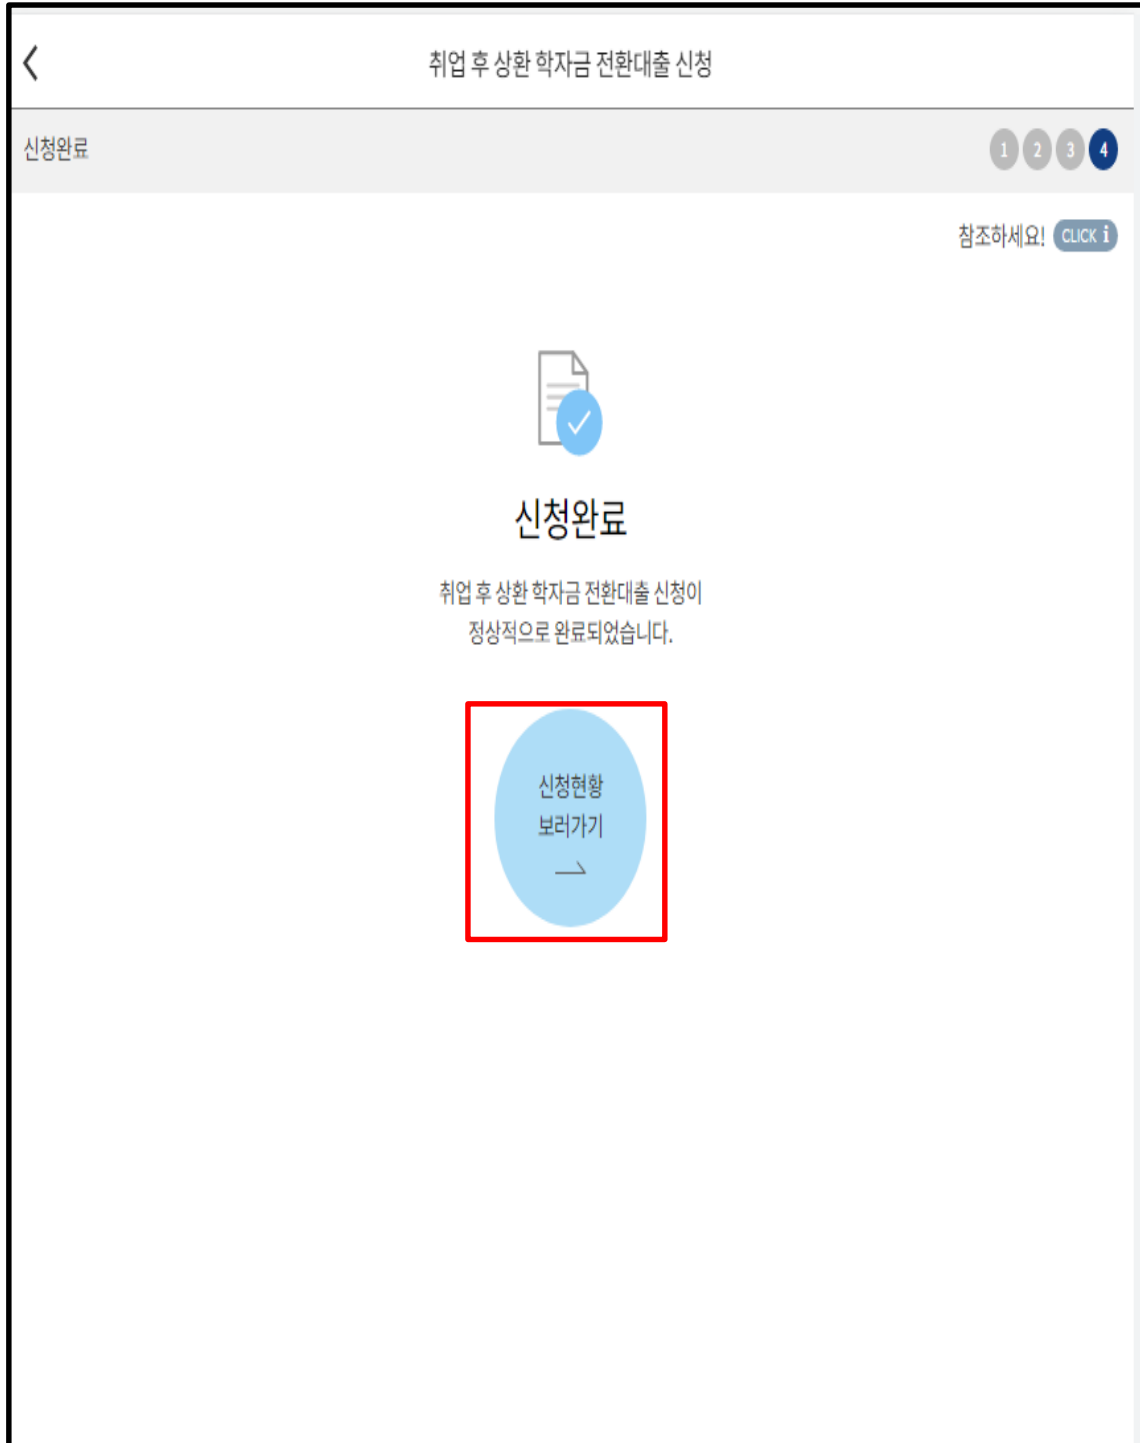 취업 후 상환 학자금 전환대출 신청
신청완료
1 2 3 4
참조하세요! CLICK i
신청완료
취업 후 상환 학자금 전환대출 신청이
정상적으로 완료되었습니다.
신청현황
보러가기